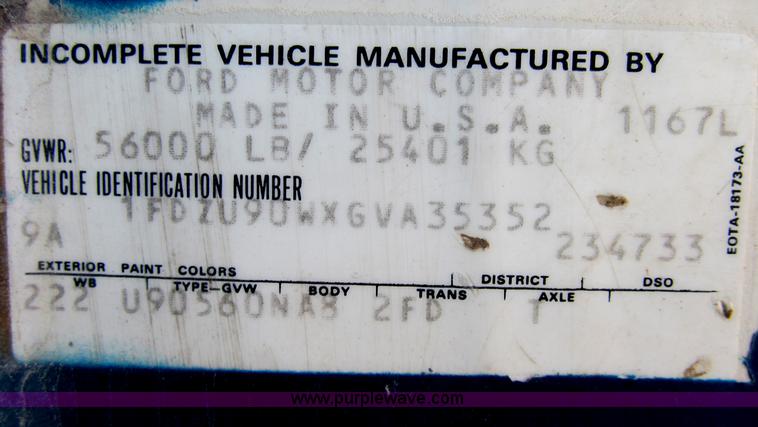 INCOMPLETE VEHICLE MANUFACTURED BY
FORD MOTOR COMPANY
MADE IN U.S.A. 1167L
GVWR: 56000 LB/ 25401 KG
VEHICLE IDENTIFICATION NUMBER
1FDZU90WXGVA35352
9A 234733
EXTERIOR PAINT COLORS DISTRICT DSO
WB TYPE-GVW BODY TRANS AXLE
222 U90560NA8 2FD T
EOTA-18173-AA
www.purplewave.com